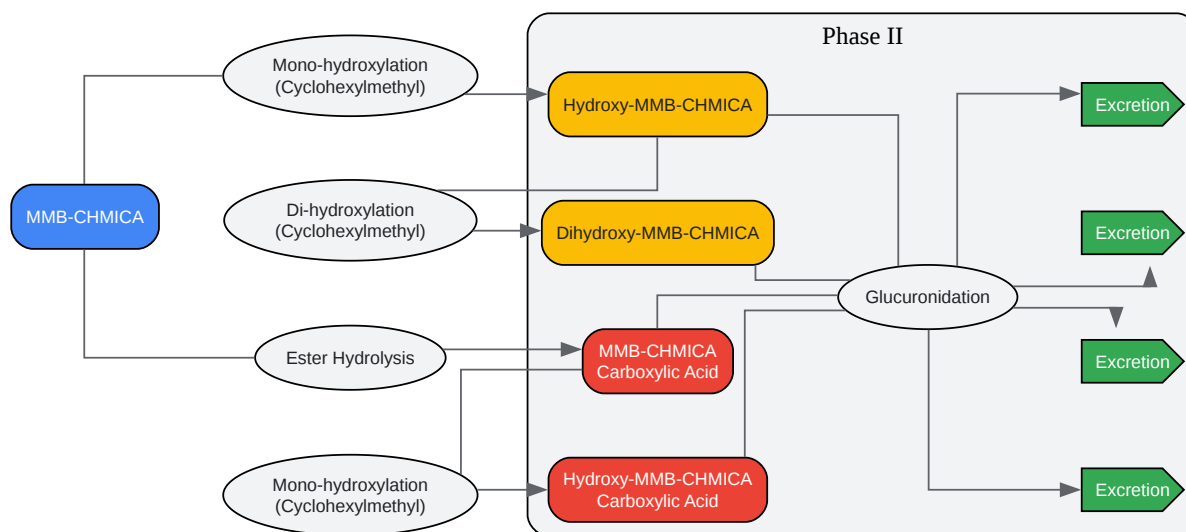 Phase II
Mono-hydroxylation
(Cyclohexylmethyl)
Hydroxy-MMB-CHMICA
Excretion
MMB-CHMICA
Di-hydroxylation
(Cyclohexylmethyl)
Dihydroxy-MMB-CHMICA
Excretion
Glucuronidation
Ester Hydrolysis
MMB-CHMICA
Carboxylic Acid
Excretion
Mono-hydroxylation
(Cyclohexylmethyl)
Hydroxy-MMB-CHMICA
Carboxylic Acid
Excretion